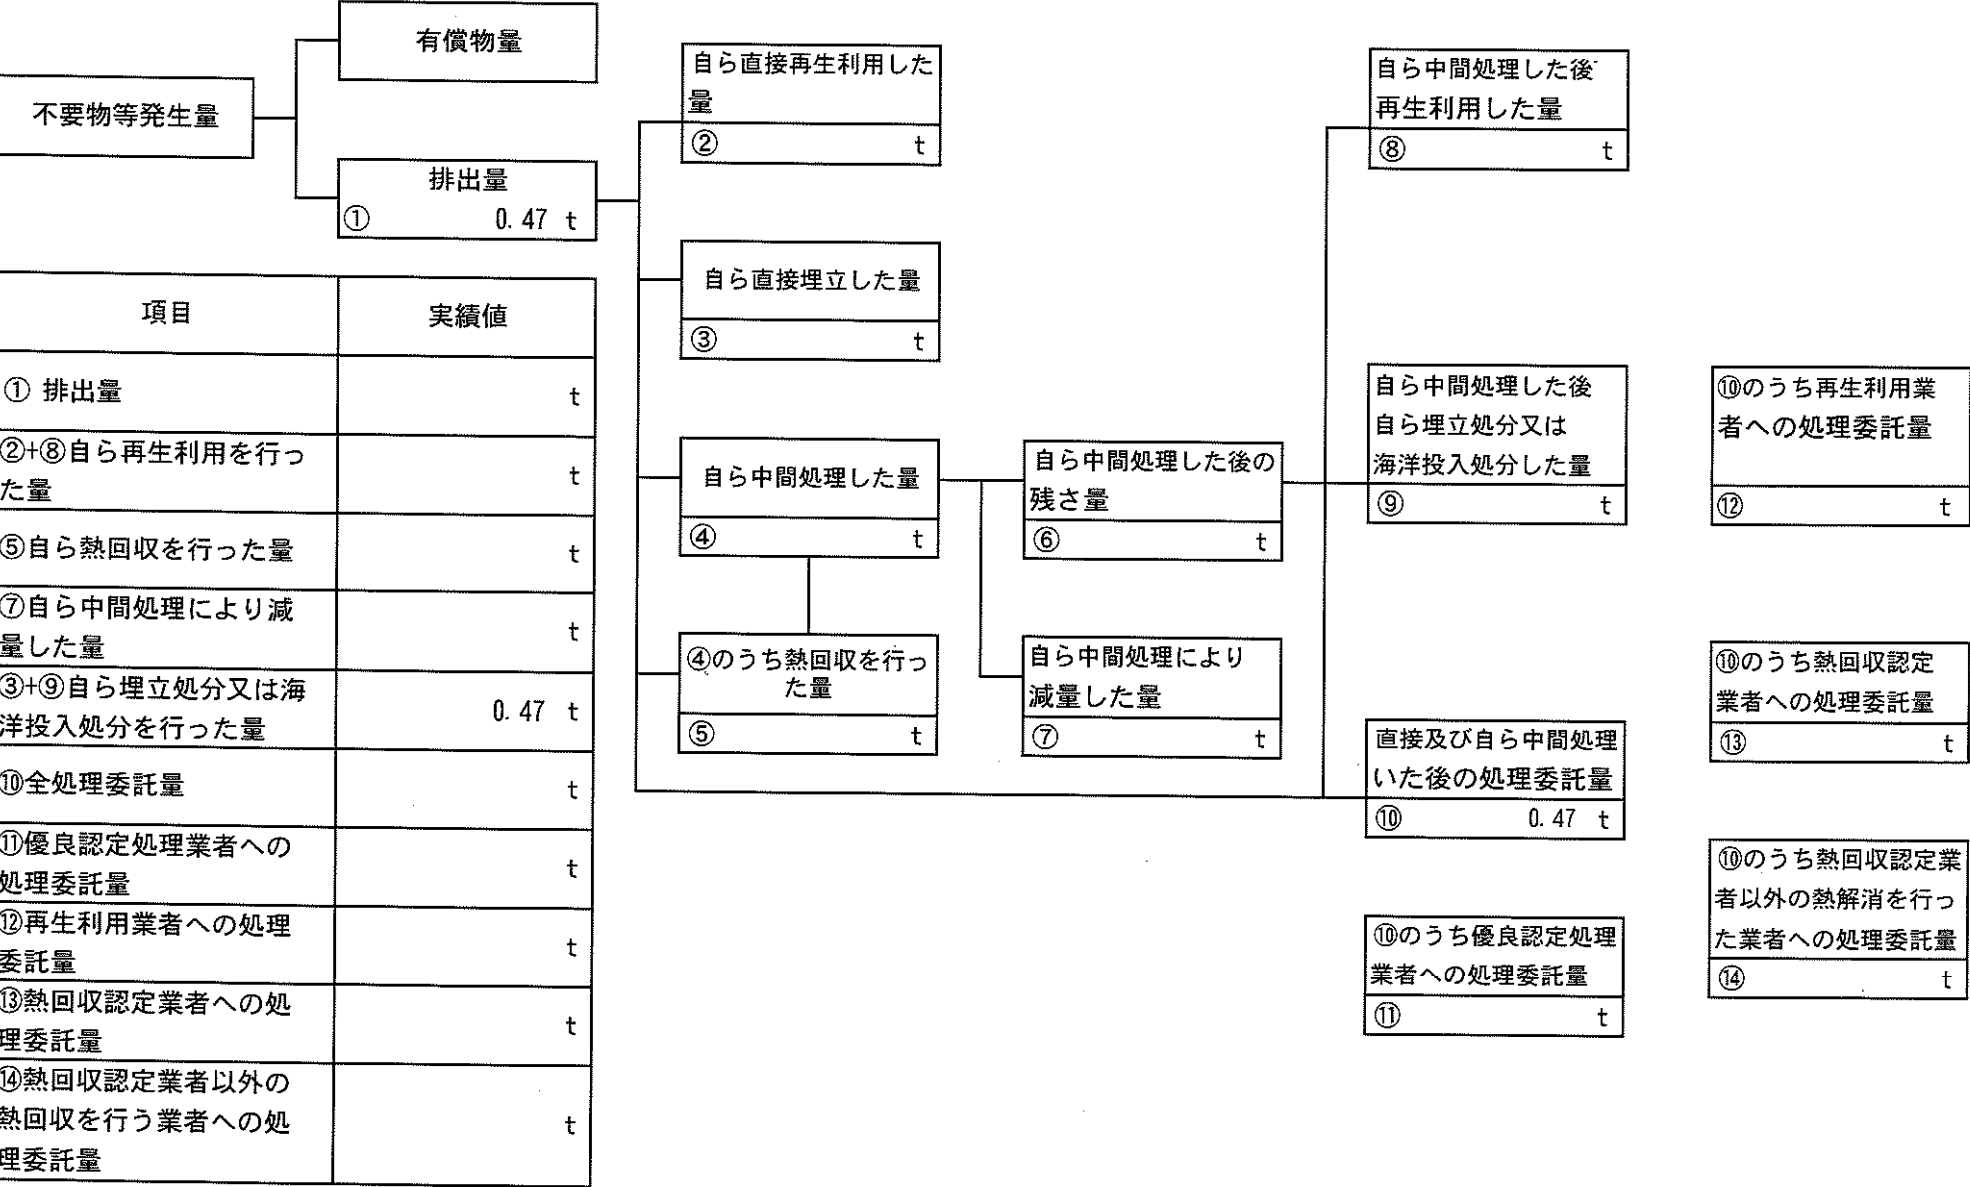 有償物量
不要物等発生量
排出量
① 0.47 t
自ら直接再生利用した
量
② t
自ら直接埋立した量
③ t
自ら中間処理した量
④ t
④のうち熱回収を行っ
た量
⑤ t
自ら中間処理した後の
残さ量
⑥ t
自ら中間処理により
減量した量
⑦ t
自ら中間処理した後
再生利用した量
⑧ t
自ら中間処理した後
自ら埋立処分又は
海洋投入処分した量
⑨ t
直接及び自ら中間処理
いた後の処理委託量
⑩ 0.47 t
⑩のうち優良認定処理
業者への処理委託量
⑪ t
⑩のうち再生利用業
者への処理委託量
⑫ t
⑩のうち熱回収認定
業者への処理委託量
⑬ t
⑩のうち熱回収認定業
者以外の熱解消を行っ
た業者への処理委託量
⑭ t
項目 実績値
① 排出量 t
②+⑧自ら再生利用を行っ
た量 t
⑤自ら熱回収を行った量 t
⑦自ら中間処理により減
量した量 t
③+⑨自ら埋立処分又は海
洋投入処分を行った量 0.47 t
⑩全処理委託量 t
⑪優良認定処理業者への
処理委託量 t
⑫再生利用業者への処理
委託量 t
⑬熱回収認定業者への処
理委託量 t
⑭熱回収認定業者以外の
熱回収を行う業者への処
理委託量 t